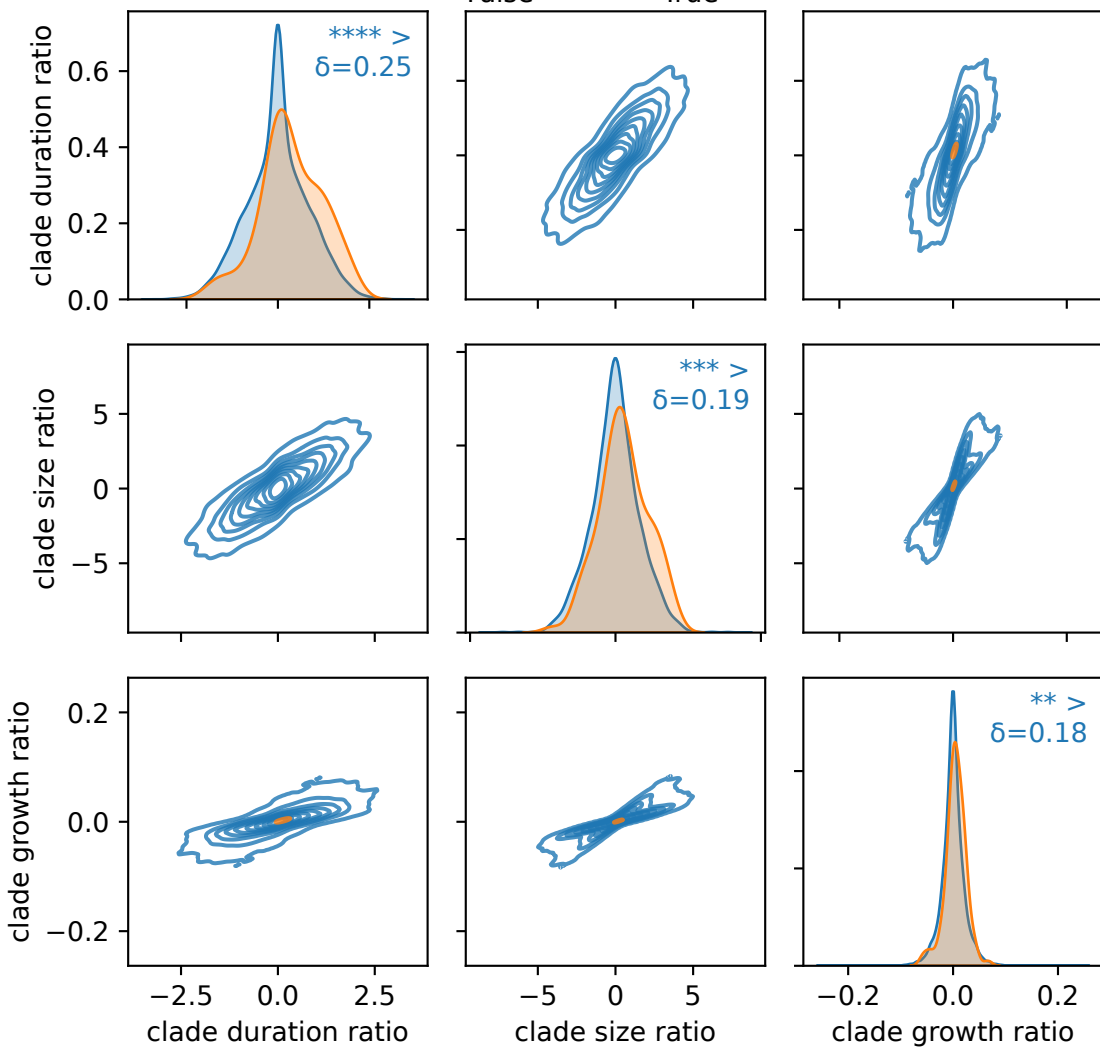 True
clade duration ratio
0.6
0.4
0.2
0.0
**** >
δ=0.25
clade size ratio
5
0
−5
*** >
δ=0.19
clade growth ratio
0.2
0.0
−0.2
** >
δ=0.18
−2.5 0.0 2.5
−5 0 5
−0.2 0.0 0.2
clade duration ratio
clade size ratio
clade growth ratio